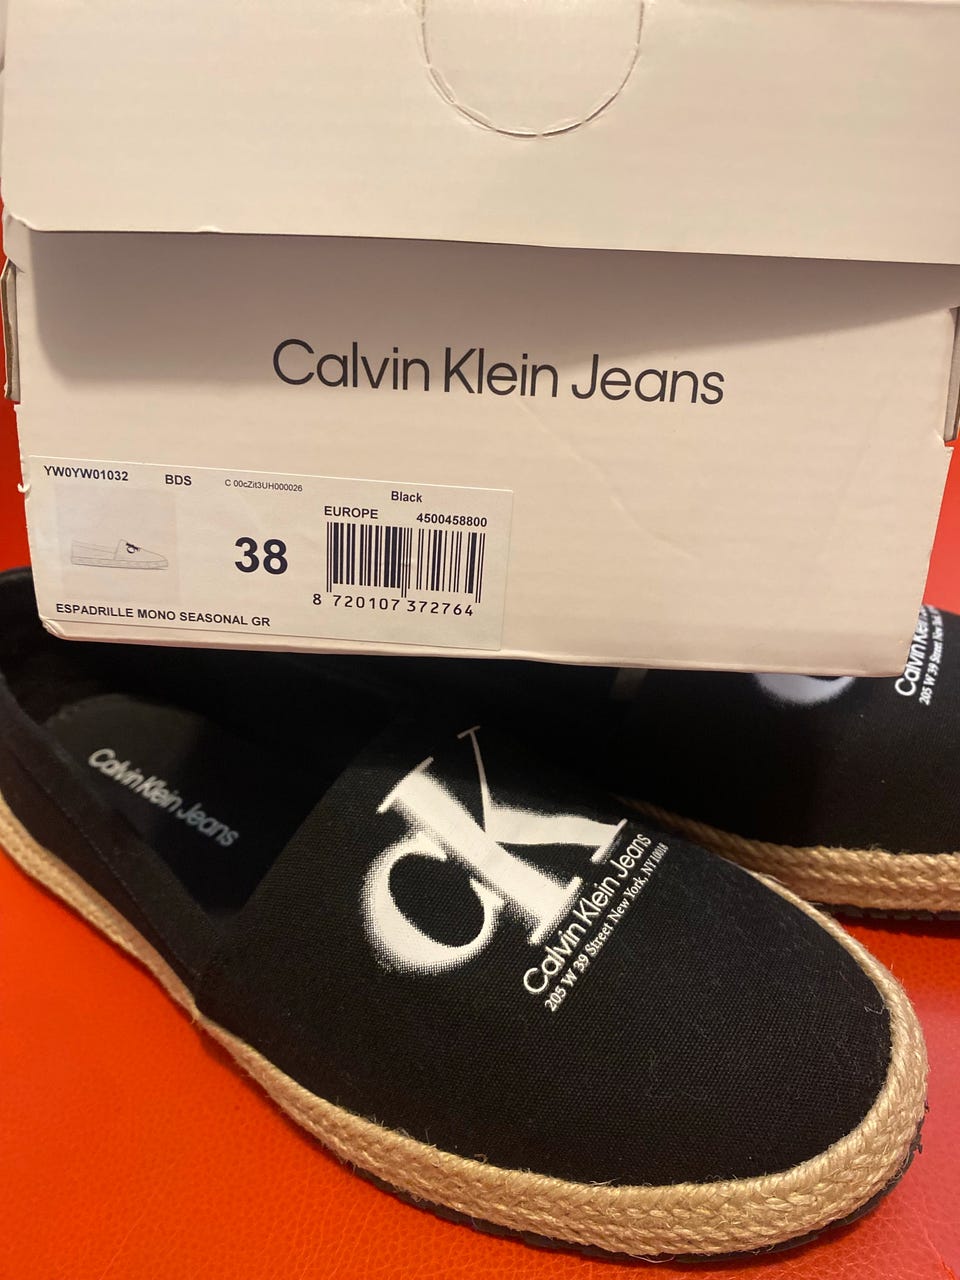 Calvin Klein Jeans
YW0YW01032 BDS C 00cZit3UH000026 Black
EUROPE 4500458800
38
8 720107 372764
ESPADRILLE MONO SEASONAL GR
Calvin Klein
205 W 39 Street New York,
Calvin Klein Jeans
CK
Calvin Klein Jeans
205 W 39 Street New York, NY 10018